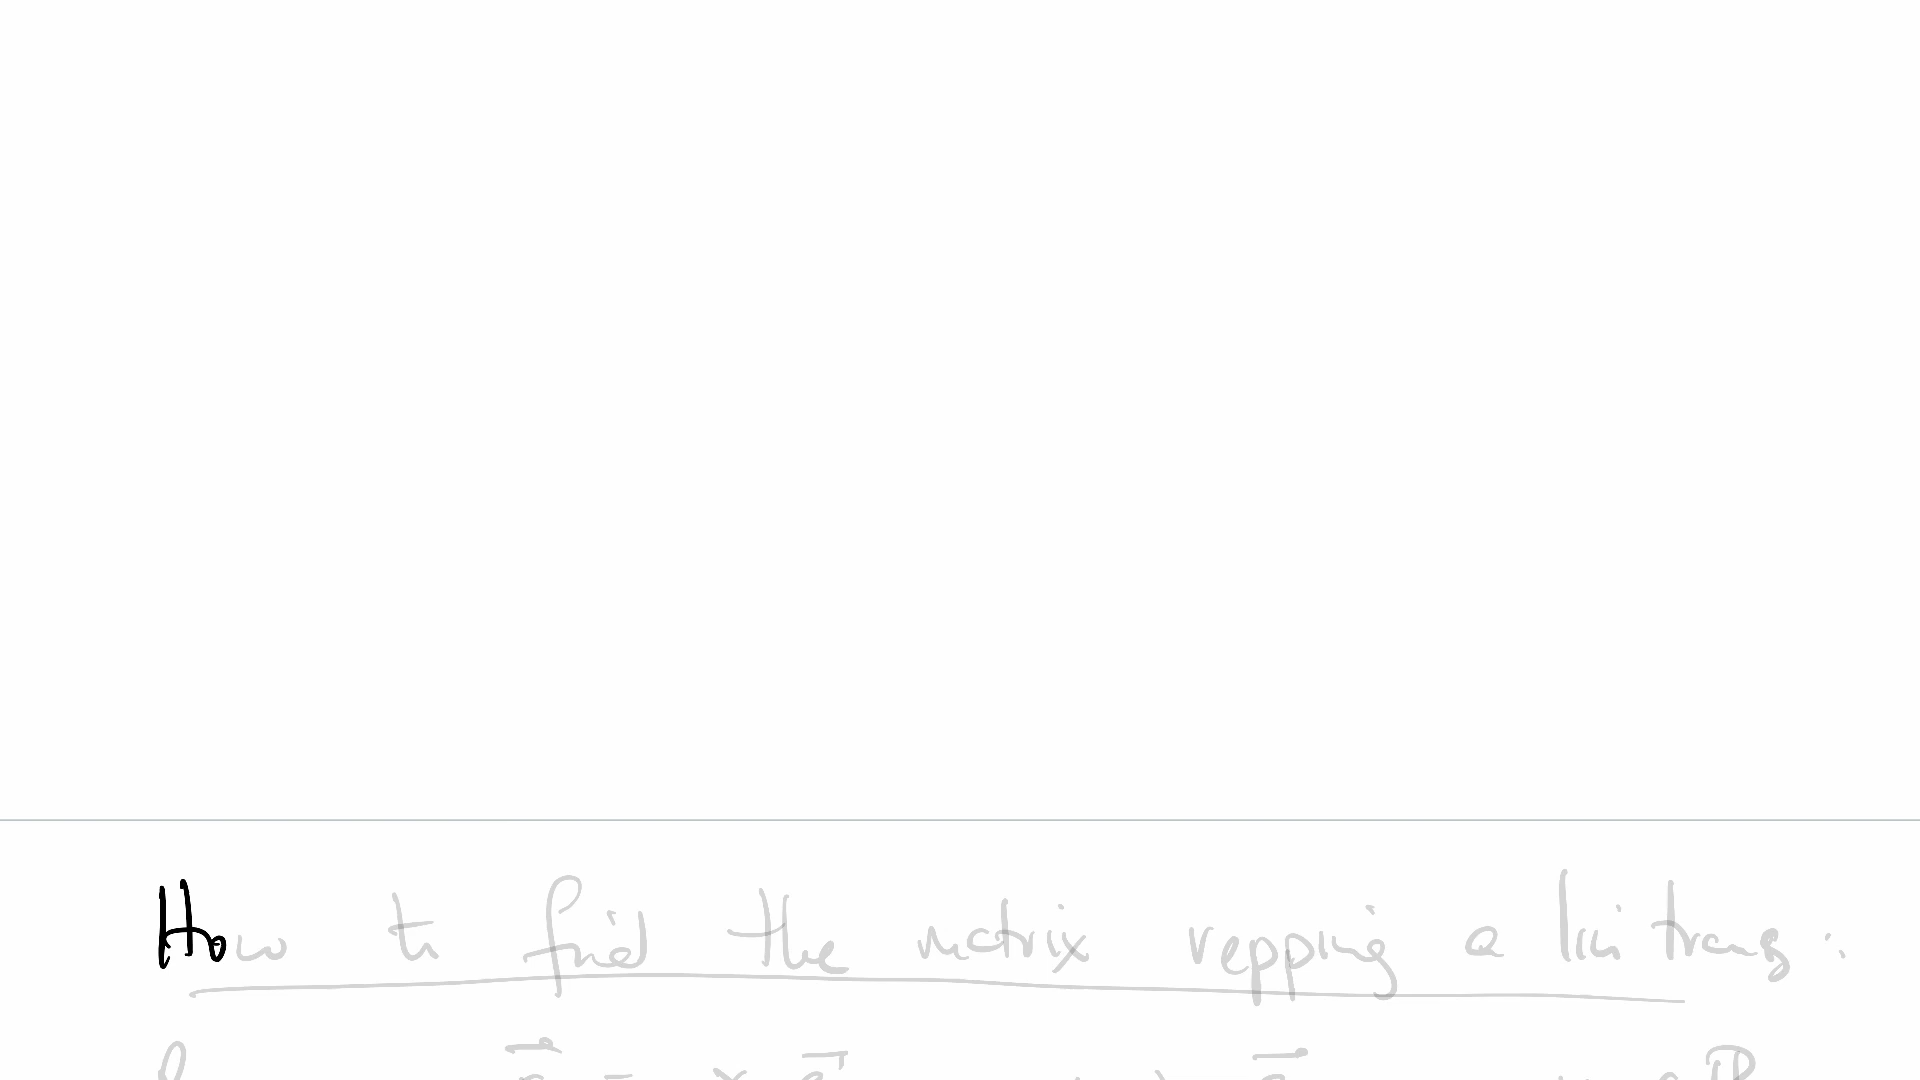 How to find the matrix repping a lin trans: